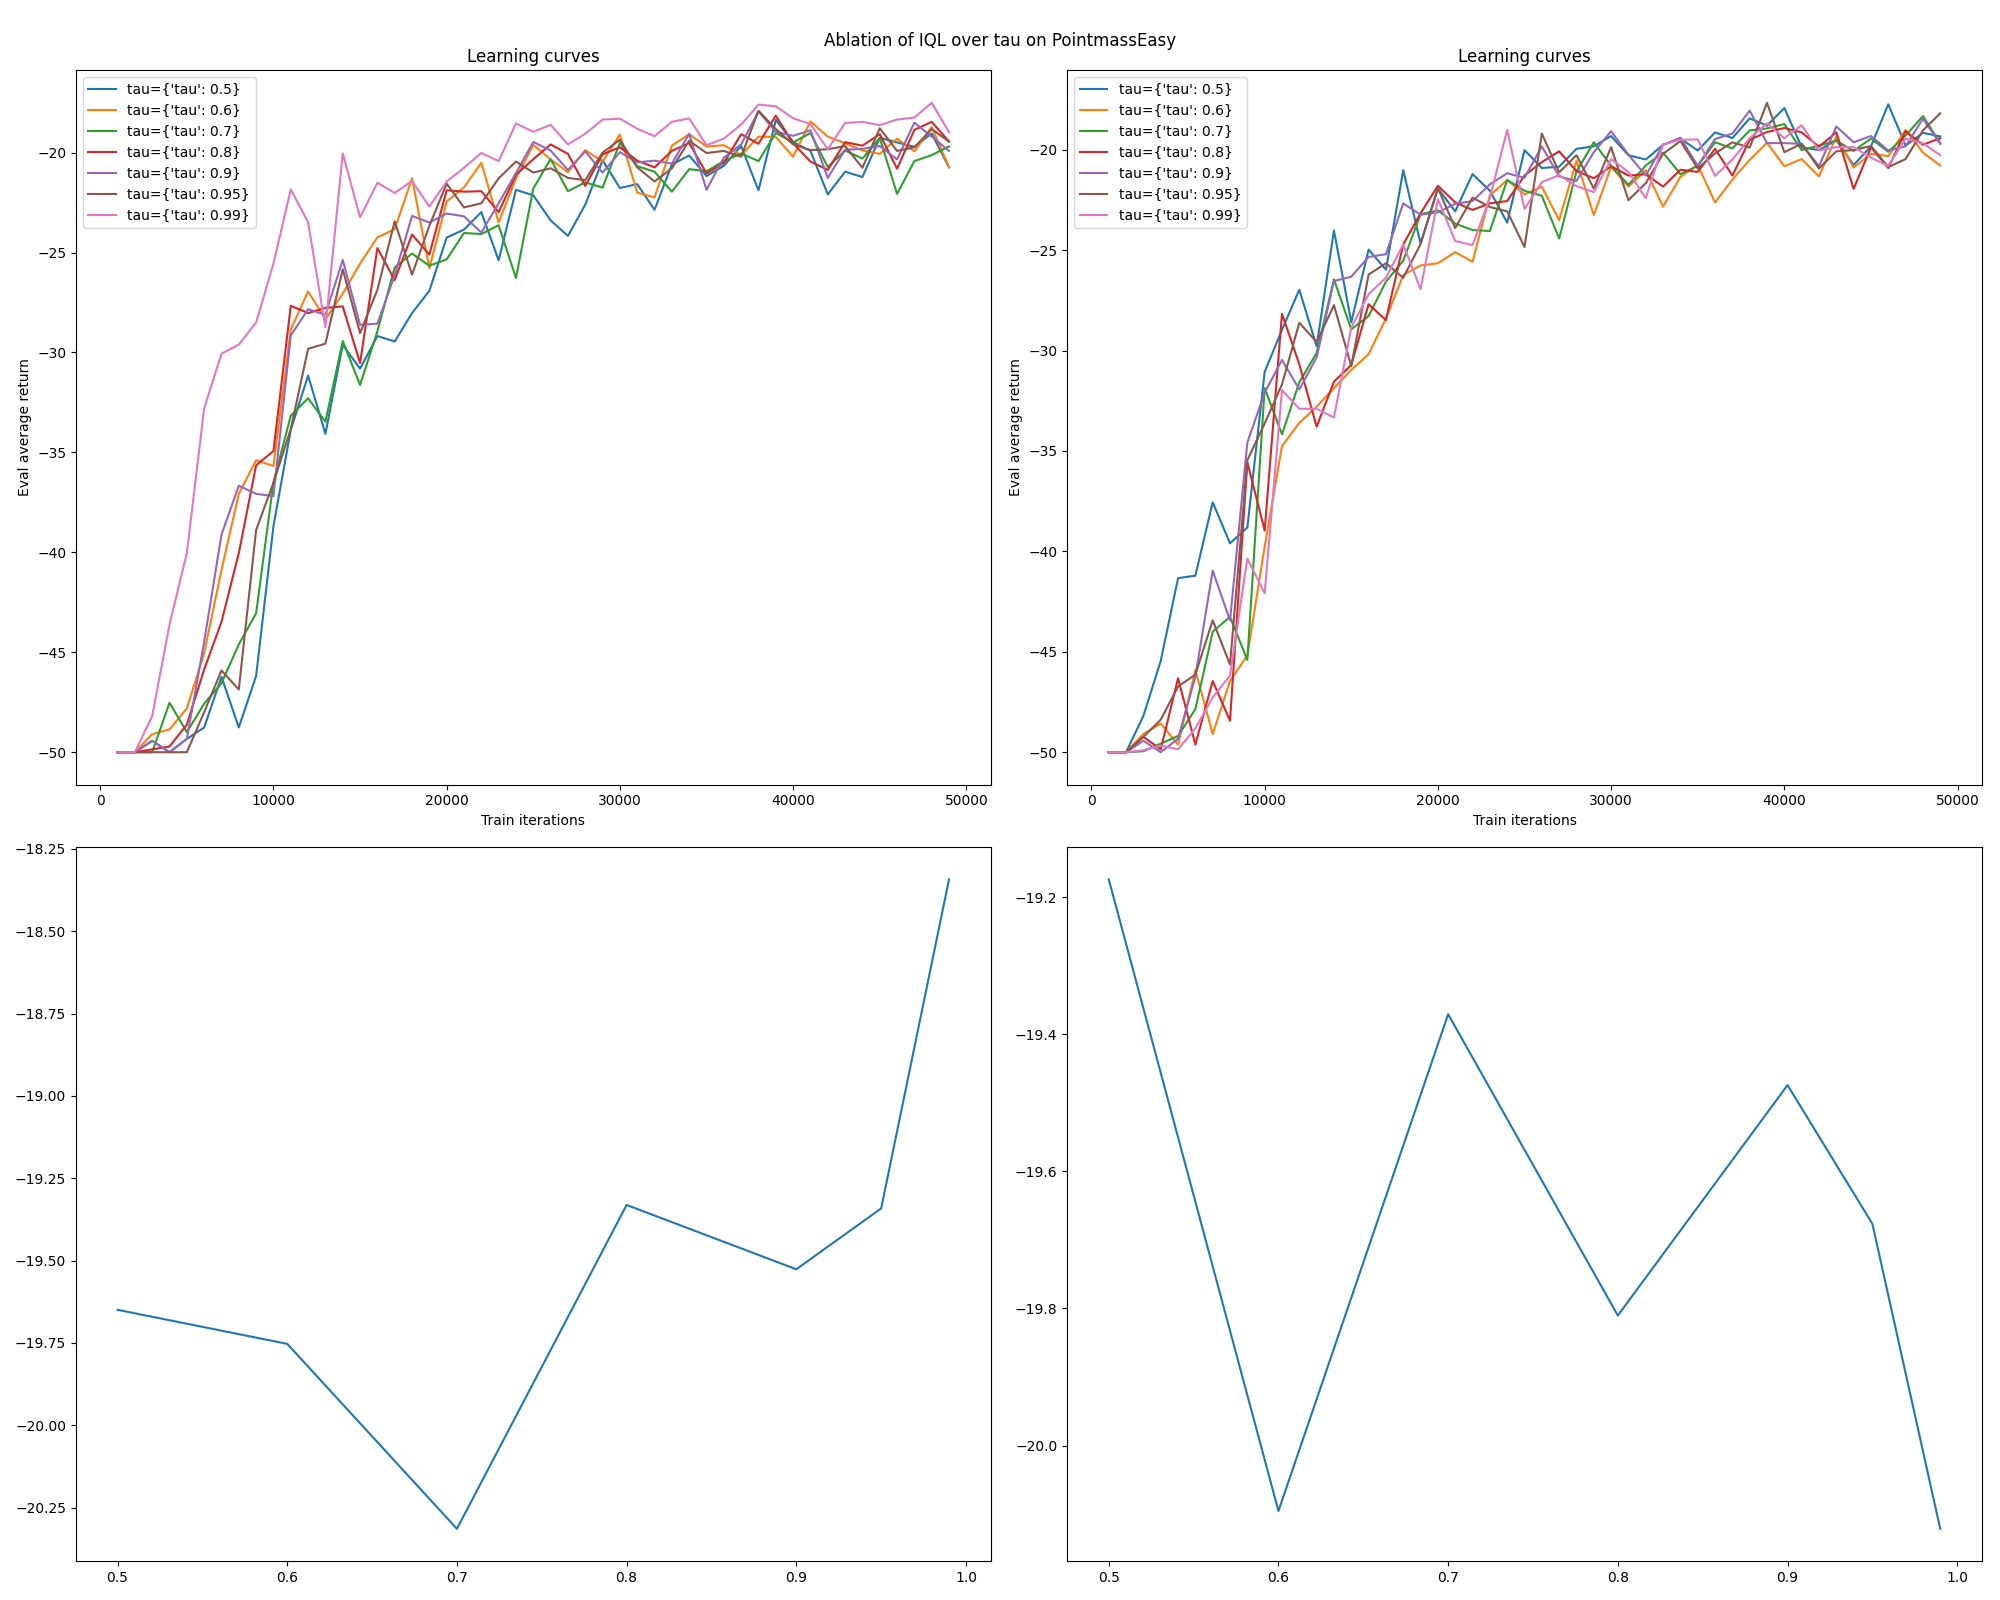 Ablation of IQL over tau on PointmassEasy
Learning curves
tau={'tau': 0.5}
tau={'tau': 0.6}
tau={'tau': 0.7}
tau={'tau': 0.8}
tau={'tau': 0.9}
tau={'tau': 0.95}
tau={'tau': 0.99}
Eval average return
−20
−25
−30
−35
−40
−45
−50
0 10000 20000 30000 40000 50000
Train iterations
Learning curves
tau={'tau': 0.5}
tau={'tau': 0.6}
tau={'tau': 0.7}
tau={'tau': 0.8}
tau={'tau': 0.9}
tau={'tau': 0.95}
tau={'tau': 0.99}
Eval average return
−20
−25
−30
−35
−40
−45
−50
0 10000 20000 30000 40000 50000
Train iterations
−18.25
−18.50
−18.75
−19.00
−19.25
−19.50
−19.75
−20.00
−20.25
0.5 0.6 0.7 0.8 0.9 1.0
−19.2
−19.4
−19.6
−19.8
−20.0
0.5 0.6 0.7 0.8 0.9 1.0